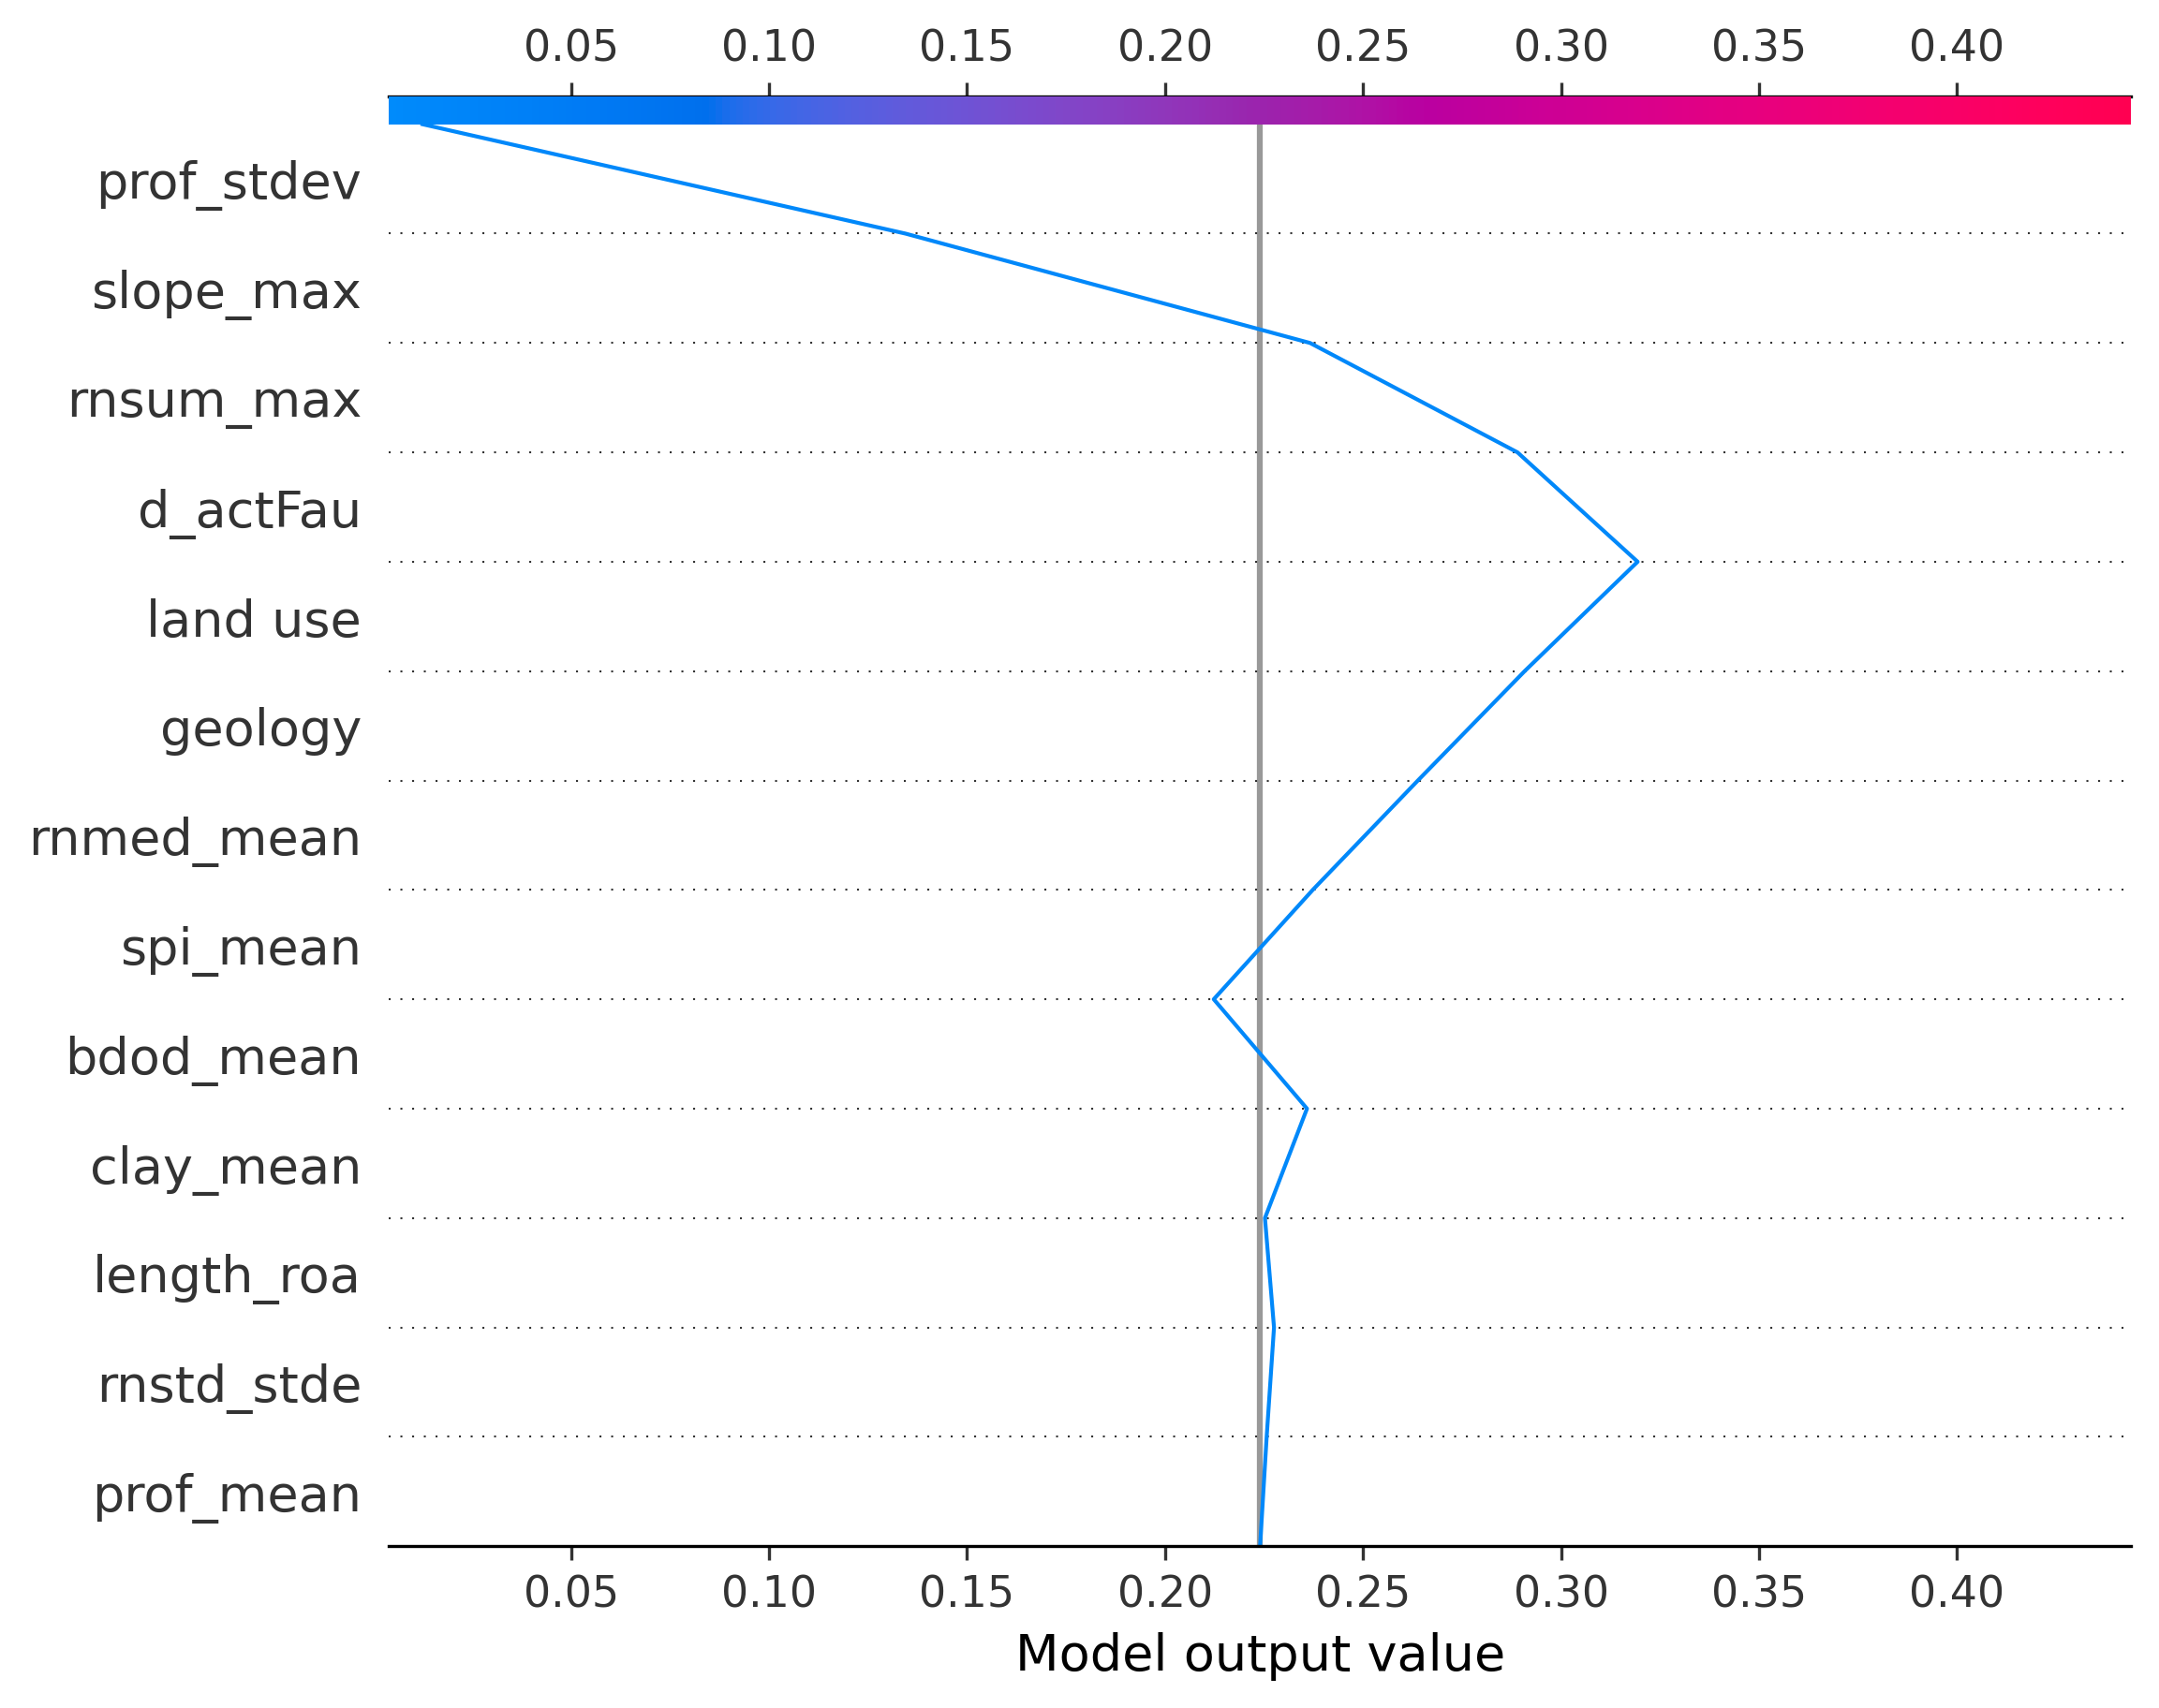 0.05 0.10 0.15 0.20 0.25 0.30 0.35 0.40
prof_stdev
slope_max
rnsum_max
d_actFau
land use
geology
rnmed_mean
spi_mean
bdod_mean
clay_mean
length_roa
rnstd_stde
prof_mean
0.05 0.10 0.15 0.20 0.25 0.30 0.35 0.40
Model output value